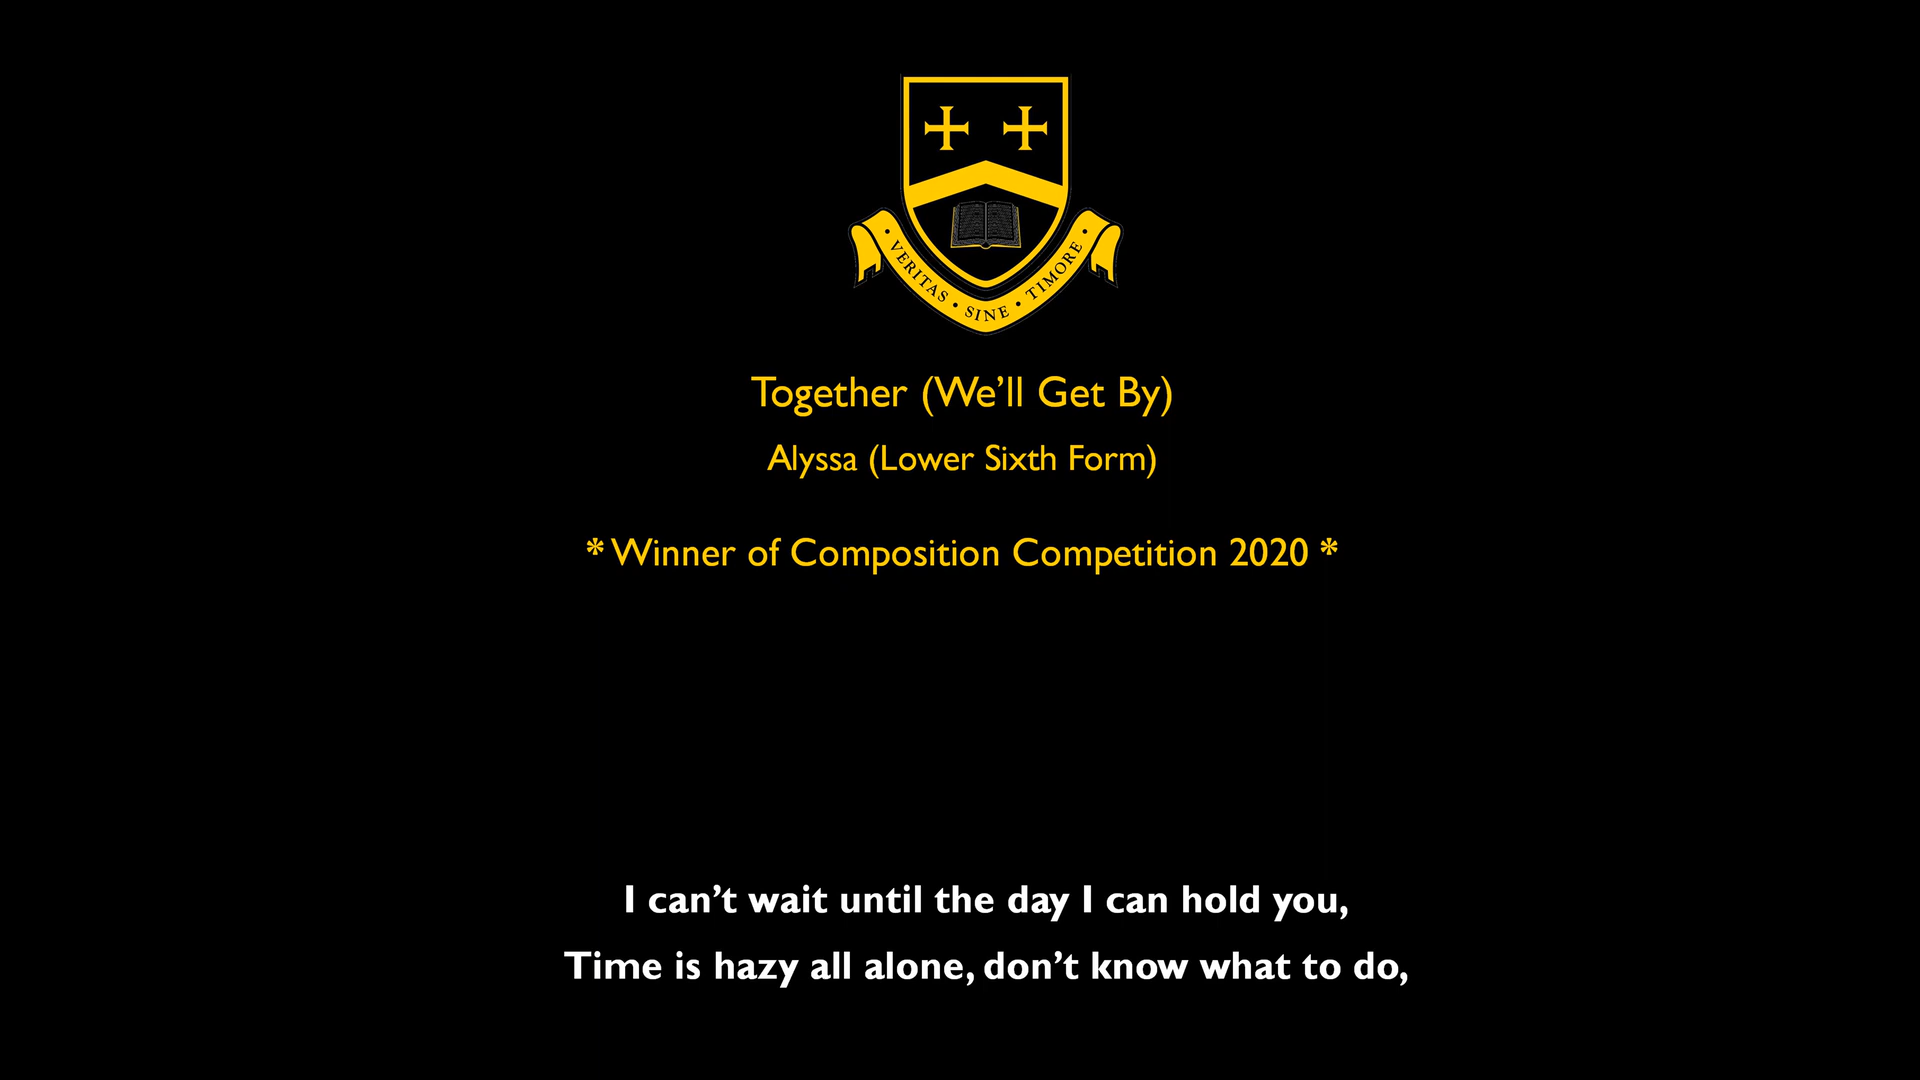 VERITAS · SINE · TIMORE
Together (We’ll Get By)
Alyssa (Lower Sixth Form)
* Winner of Composition Competition 2020 *
I can’t wait until the day I can hold you,
Time is hazy all alone, don’t know what to do,